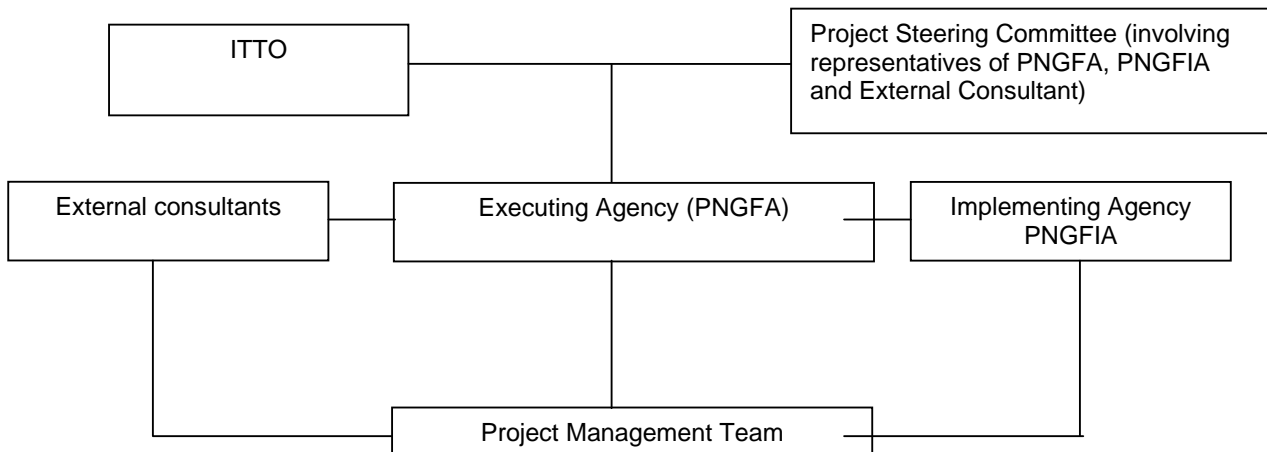 ITTO
Project Steering Committee (involving
representatives of PNGFA, PNGFIA
and External Consultant)
External consultants
Executing Agency (PNGFA)
Implementing Agency
PNGFIA
Project Management Team